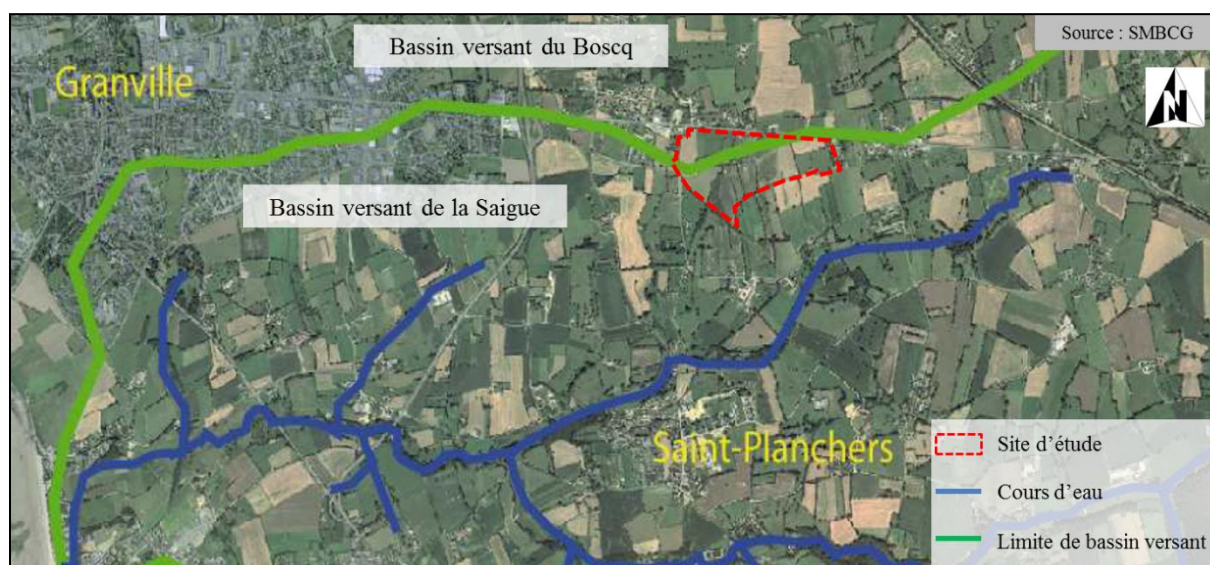 Bassin versant du Boscq
Source : SMBCG
Granville
N
Bassin versant de la Saigue
Saint-Planchers
Site d'étude
Cours d'eau
Limite de bassin versant